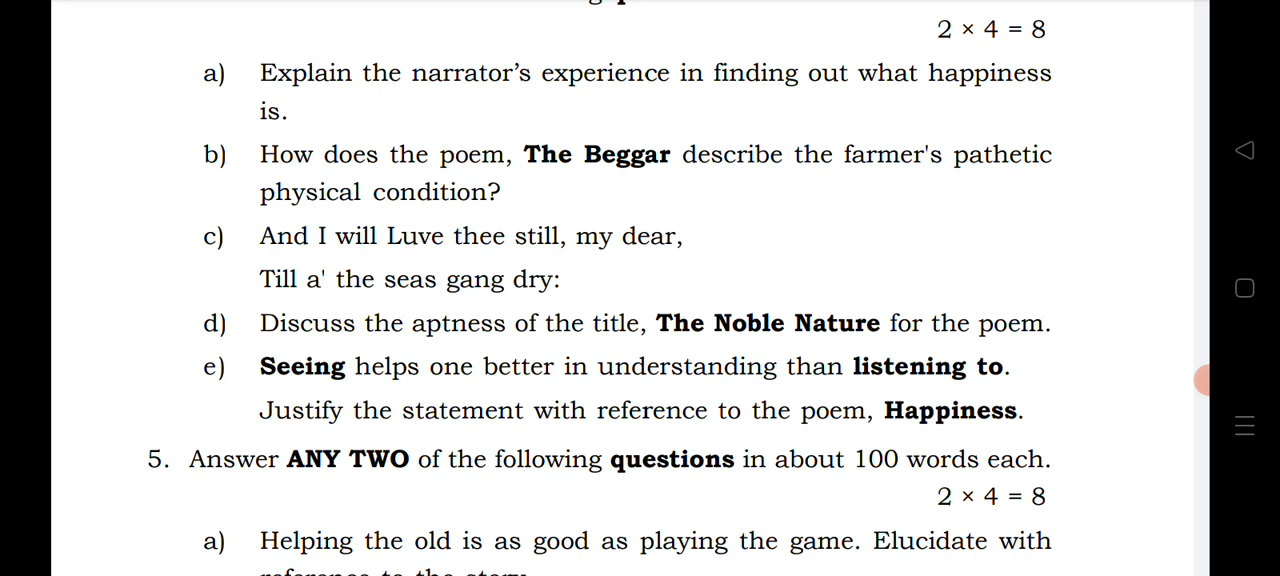 2 × 4 = 8
a) Explain the narrator’s experience in finding out what happiness
is.
b) How does the poem, The Beggar describe the farmer's pathetic
physical condition?
c) And I will Luve thee still, my dear,
Till a' the seas gang dry:
d) Discuss the aptness of the title, The Noble Nature for the poem.
e) Seeing helps one better in understanding than listening to.
Justify the statement with reference to the poem, Happiness.
5. Answer ANY TWO of the following questions in about 100 words each.
2 × 4 = 8
a) Helping the old is as good as playing the game. Elucidate with